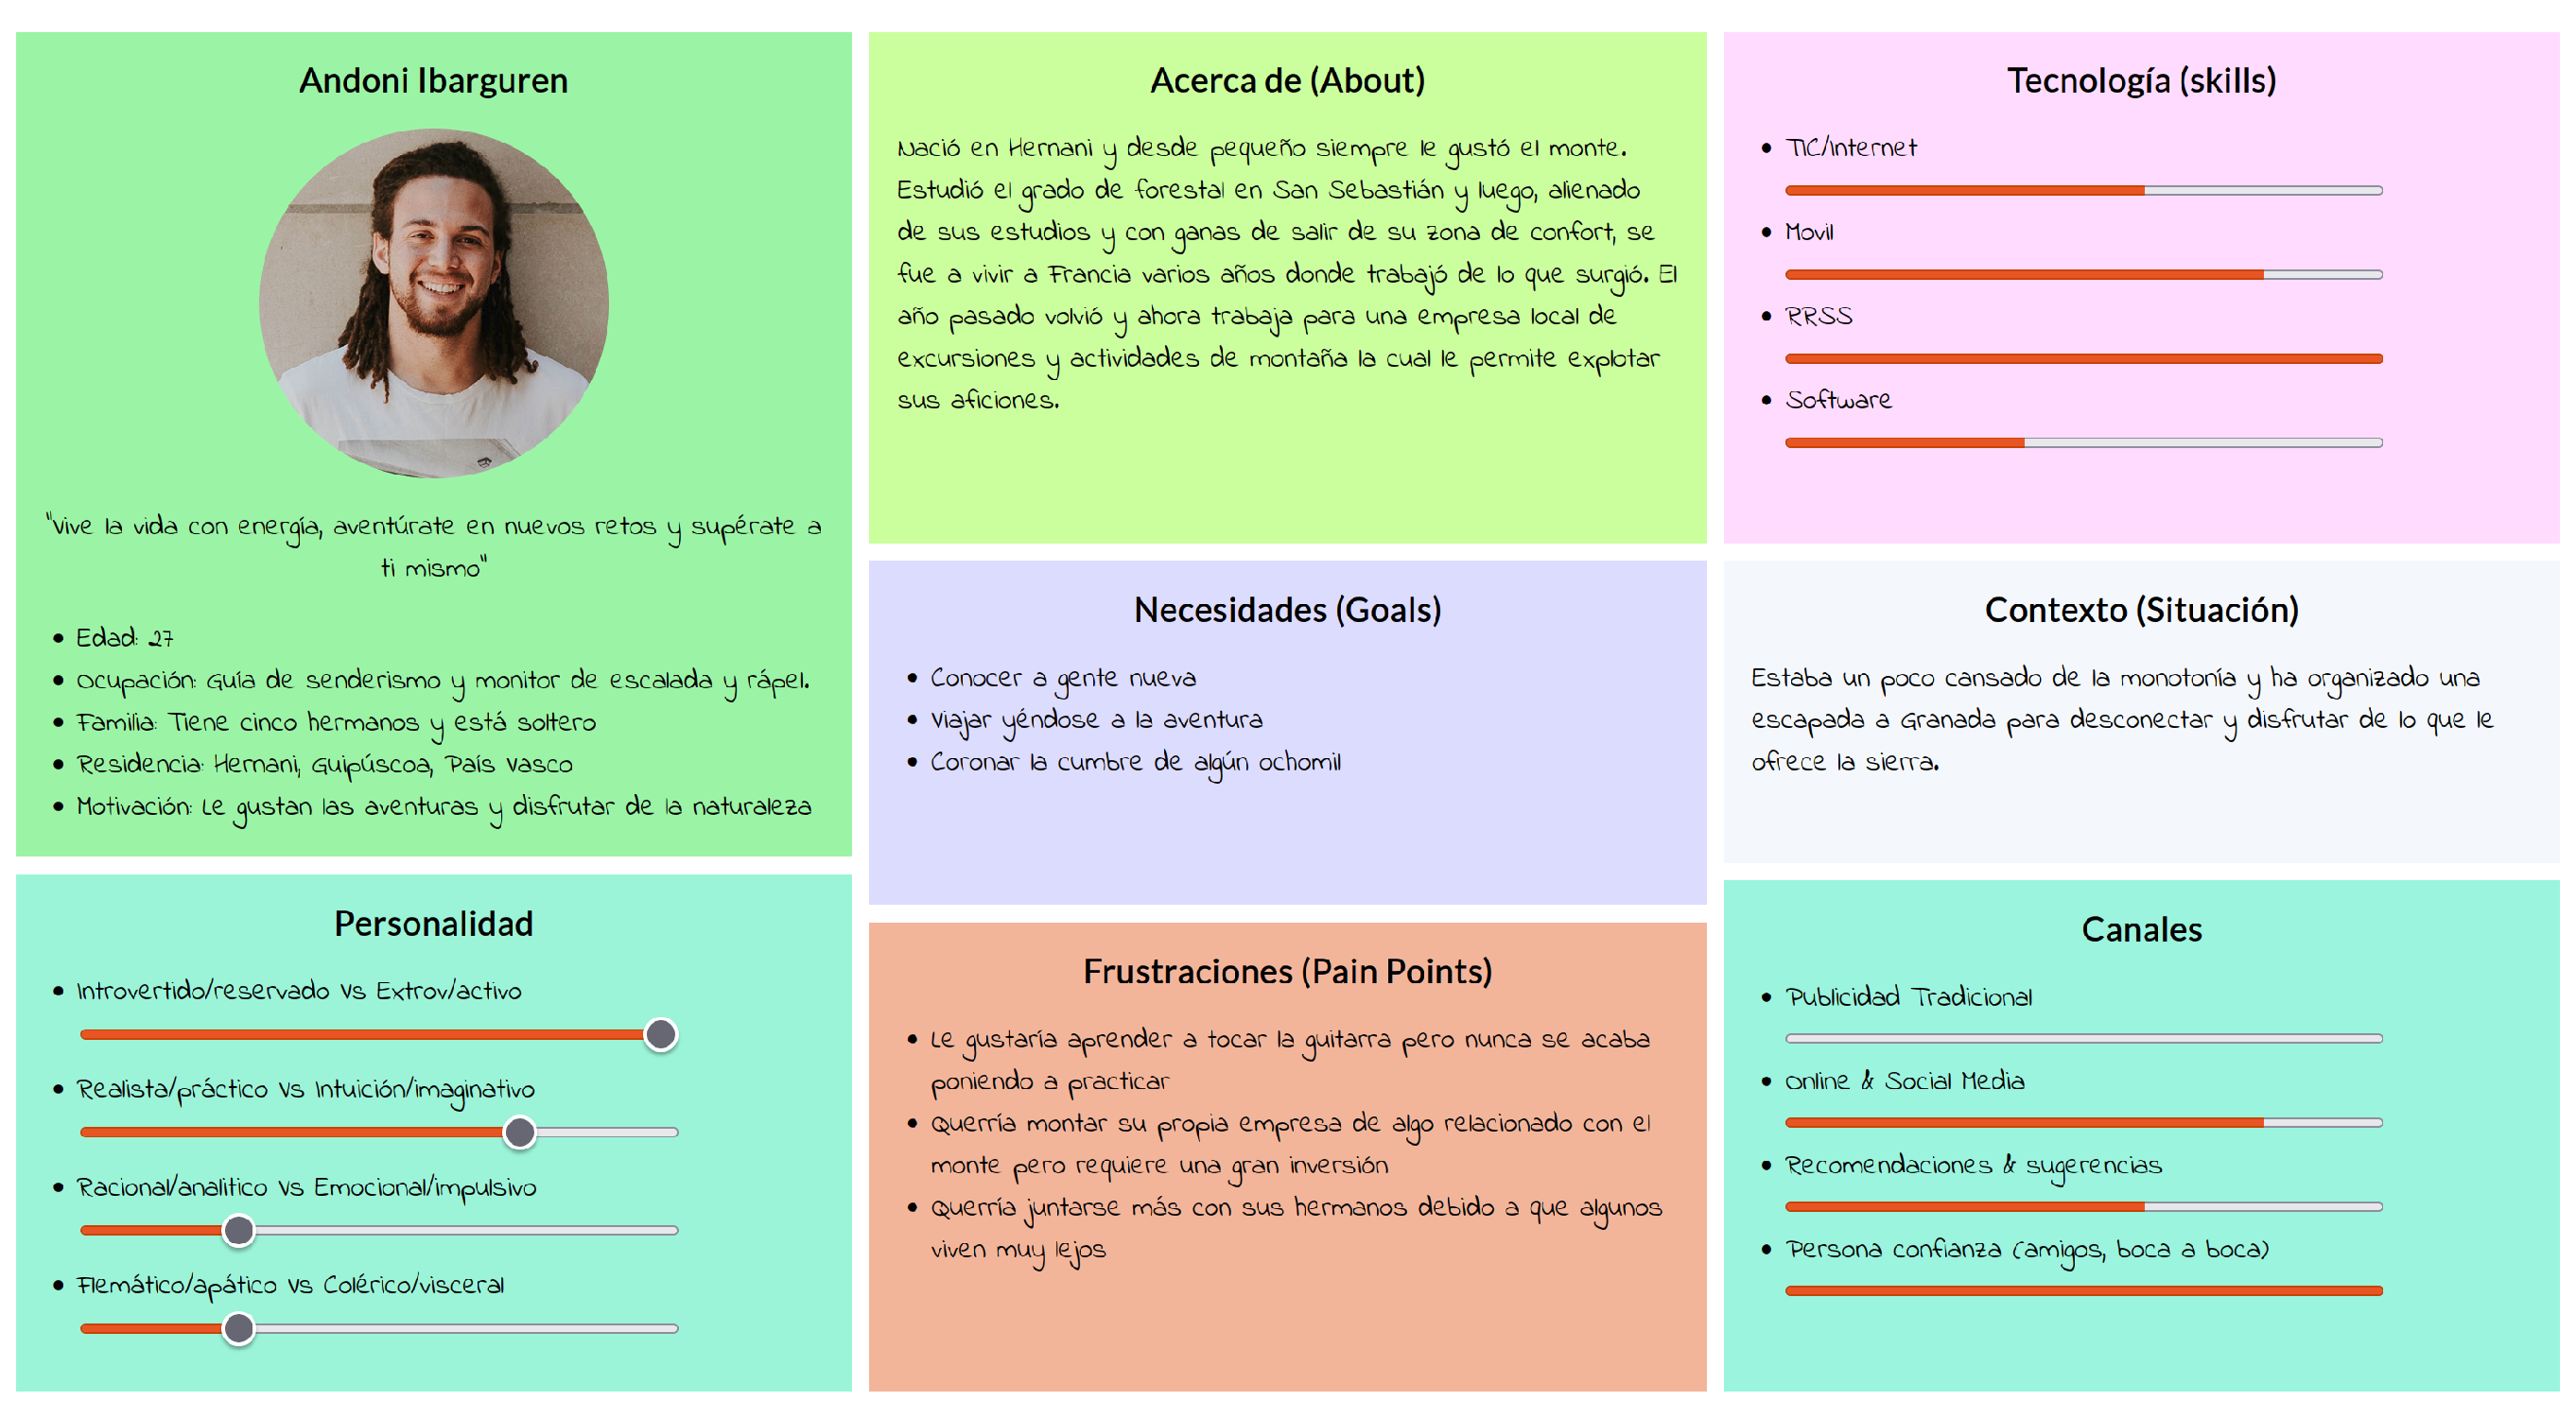 Andoni Ibarguren
"Vive la vida con energía, aventúrate en nuevos retos y supérate a
ti mismo"
• Edad: 27
• Ocupación: Guía de senderismo y monitor de escalada y rápel.
• Familia: Tiene cinco hermanos y está soltero
• Residencia: Hernani, Guipúscoa, País Vasco
• Motivación: Le gustan las aventuras y disfrutar de la naturaleza
Personalidad
• Introvertido/reservado Vs Extrov/activo
• Realista/práctico Vs Intuición/imaginativo
• Racional/analitico Vs Emocional/impulsivo
• Flemático/apático Vs Colérico/visceral
Acerca de (About)
Nació en Hernani y desde pequeño siempre le gustó el monte.
Estudió el grado de forestal en San Sebastián y luego, alienado
de sus estudios y con ganas de salir de su zona de confort, se
fue a vivir a Francia varios años donde trabajó de lo que surgió. El
año pasado volvió y ahora trabaja para una empresa local de
excursiones y actividades de montaña la cual le permite explotar
sus aficiones.
Necesidades (Goals)
• Conocer a gente nueva
• Viajar yéndose a la aventura
• Coronar la cumbre de algún ochomil
Frustraciones (Pain Points)
• Le gustaría aprender a tocar la guitarra pero nunca se acaba
poniendo a practicar
• Querría montar su propia empresa de algo relacionado con el
monte pero requiere una gran inversión
• Querría juntarse más con sus hermanos debido a que algunos
viven muy lejos
Tecnología (skills)
• TIC/Internet
• Movil
• RRSS
• Software
Contexto (Situación)
Estaba un poco cansado de la monotonía y ha organizado una
escapada a Granada para desconectar y disfrutar de lo que le
ofrece la sierra.
Canales
• Publicidad Tradicional
• Online & Social Media
• Recomendaciones & sugerencias
• Persona confianza (amigos, boca a boca)